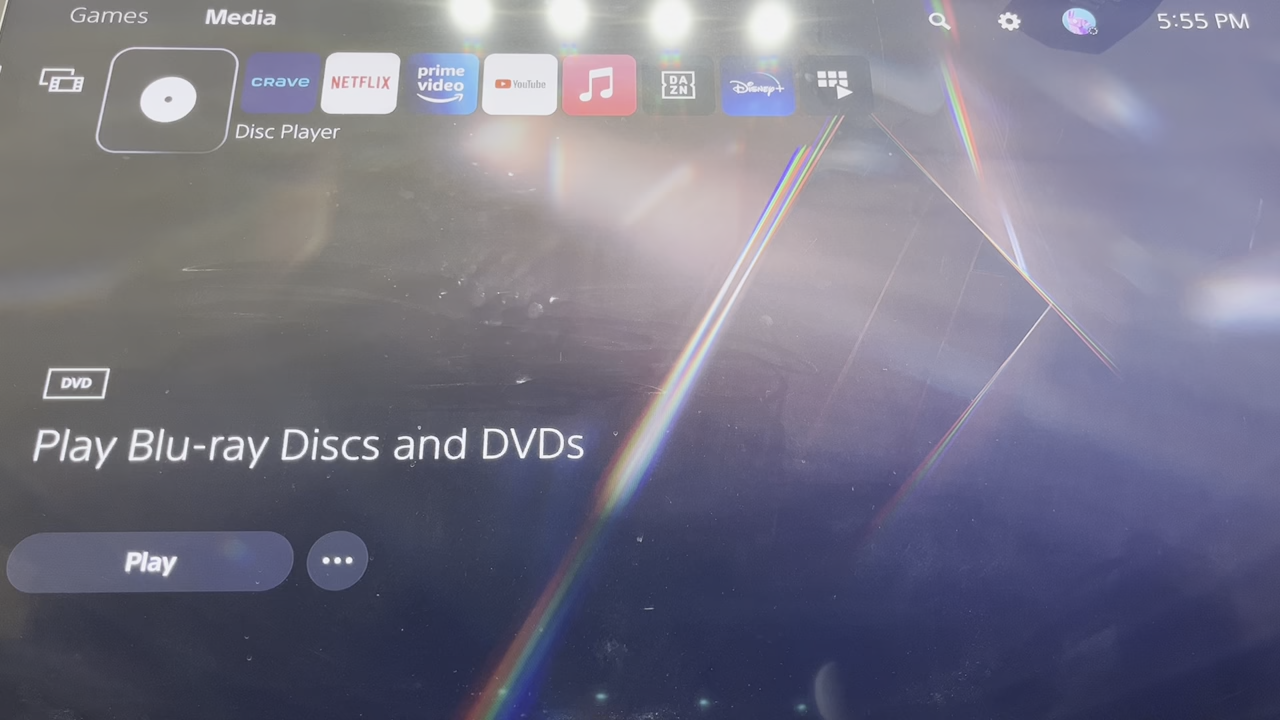 Games Media 5:55 PM
CRAVE NETFLIX prime video YouTube DAZN Disney+
Disc Player
DVD
Play Blu-ray Discs and DVDs
Play